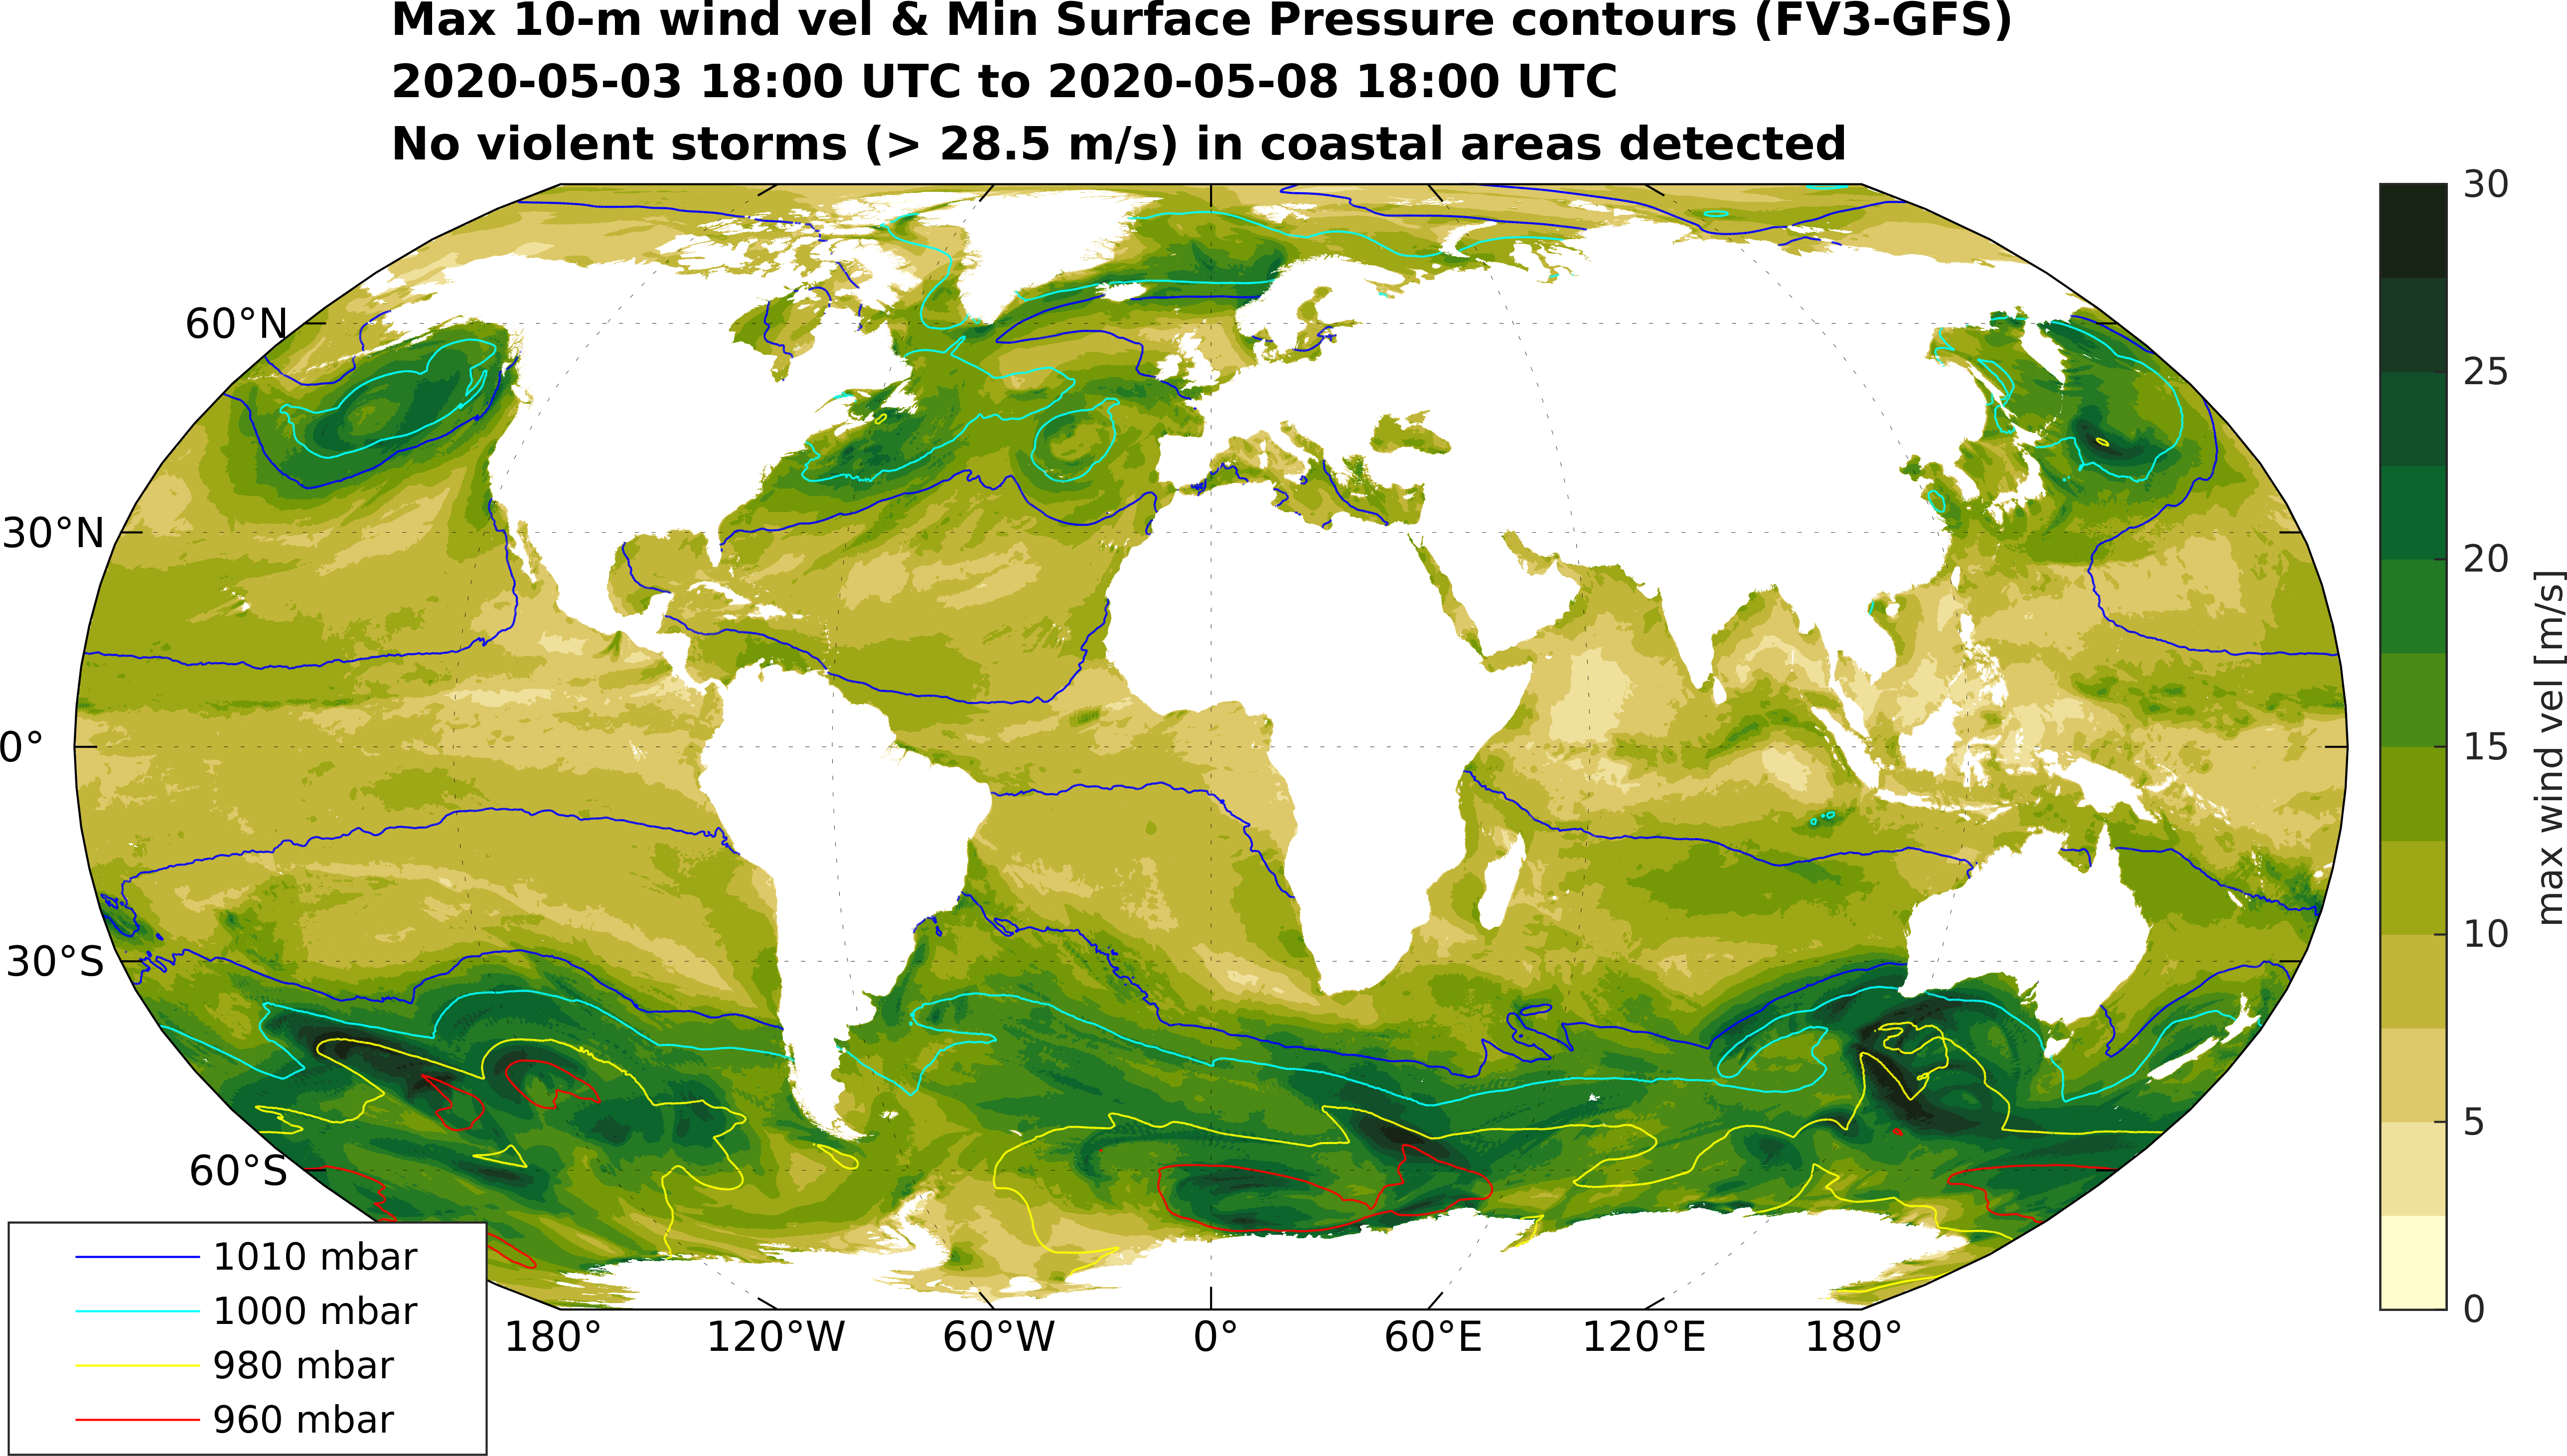 Max 10-m wind vel & Min Surface Pressure contours (FV3-GFS)
2020-05-03 18:00 UTC to 2020-05-08 18:00 UTC
No violent storms (> 28.5 m/s) in coastal areas detected
60°N
30°N
0°
30°S
60°S
180°
120°W
60°W
0°
60°E
120°E
180°
1010 mbar
1000 mbar
980 mbar
960 mbar
30
25
20
15
10
5
0
max wind vel [m/s]